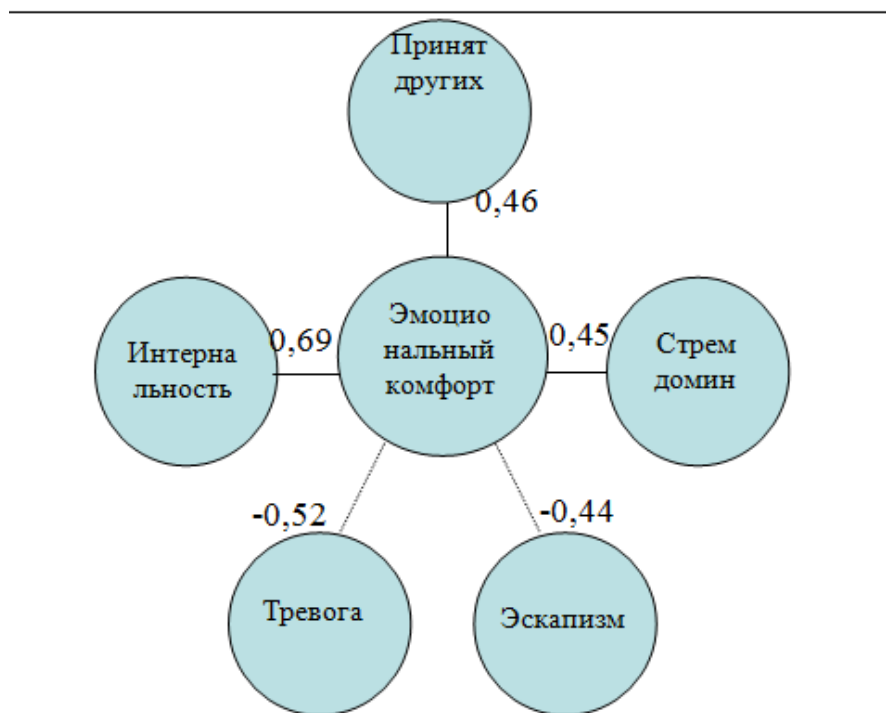 Принят
других
0,46
Эмоцио
нальный
комфорт
Интерна
льность
0,69
0,45
Стрем
домин
-0,52
-0,44
Тревога
Эскапизм